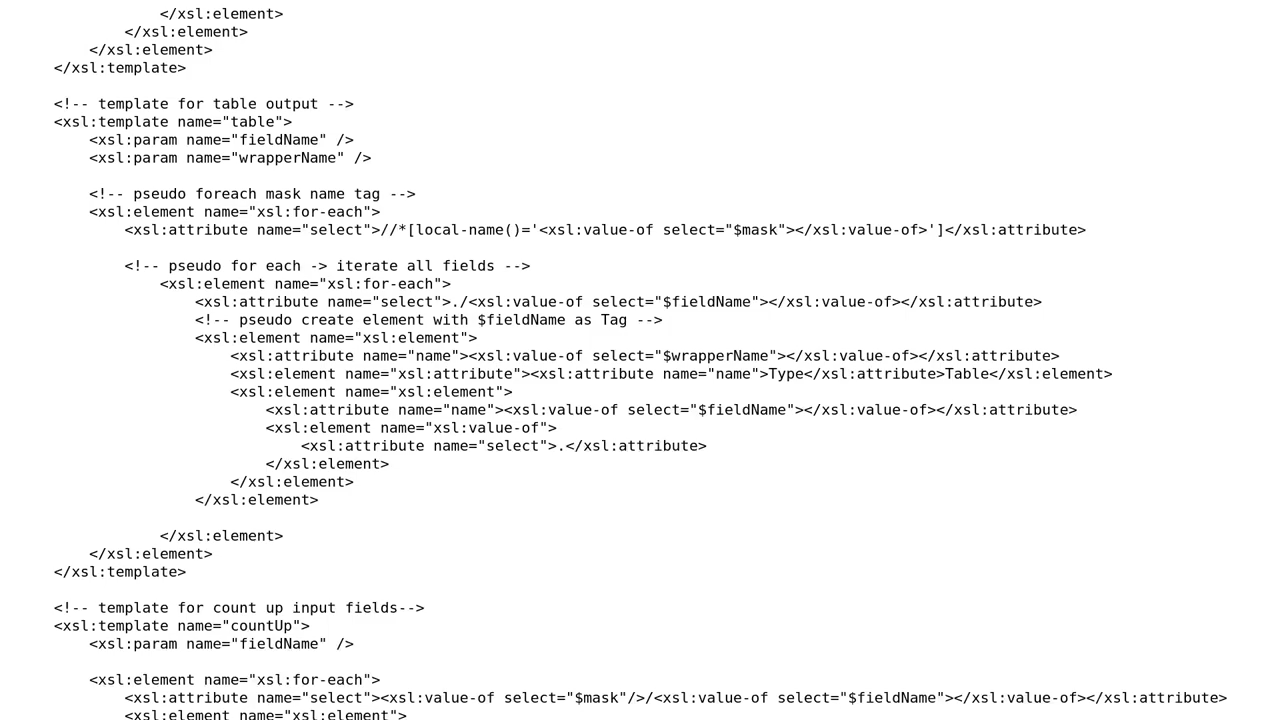 </xsl:element>
</xsl:element>
</xsl:element>
</xsl:template>
<!-- template for table output -->
<xsl:template name="table">
<xsl:param name="fieldName" />
<xsl:param name="wrapperName" />
<!-- pseudo foreach mask name tag -->
<xsl:element name="xsl:for-each">
<xsl:attribute name="select">//*[local-name()='<xsl:value-of select="$mask"></xsl:value-of>']</xsl:attribute>
<!-- pseudo for each -> iterate all fields -->
<xsl:element name="xsl:for-each">
<xsl:attribute name="select">./<xsl:value-of select="$fieldName"></xsl:value-of></xsl:attribute>
<!-- pseudo create element with $fieldName as Tag -->
<xsl:element name="xsl:element">
<xsl:attribute name="name"><xsl:value-of select="$wrapperName"></xsl:value-of></xsl:attribute>
<xsl:element name="xsl:attribute"><xsl:attribute name="name">Type</xsl:attribute>Table</xsl:element>
<xsl:element name="xsl:element">
<xsl:attribute name="name"><xsl:value-of select="$fieldName"></xsl:value-of></xsl:attribute>
<xsl:element name="xsl:value-of">
<xsl:attribute name="select">.</xsl:attribute>
</xsl:element>
</xsl:element>
</xsl:element>
</xsl:element>
</xsl:element>
</xsl:template>
<!-- template for count up input fields-->
<xsl:template name="countUp">
<xsl:param name="fieldName" />
<xsl:element name="xsl:for-each">
<xsl:attribute name="select"><xsl:value-of select="$mask"/>/<xsl:value-of select="$fieldName"></xsl:value-of></xsl:attribute>
<xsl:element name="xsl:element">